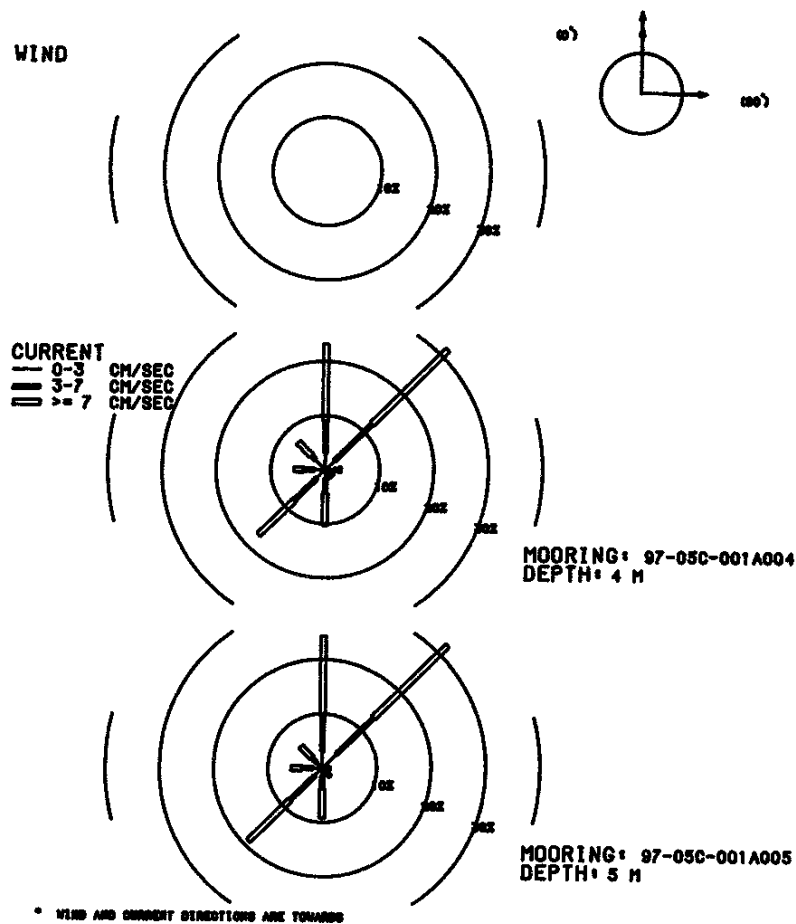 WIND
(0°)
(90°)
10%
20%
30%
CURRENT
0-3 CM/SEC
3-7 CM/SEC
>= 7 CM/SEC
10%
20%
30%
MOORING: 97-05C-001A004
DEPTH: 4 M
10%
20%
30%
MOORING: 97-05C-001A005
DEPTH: 5 M
* WIND AND CURRENT DIRECTIONS ARE TOWARDS